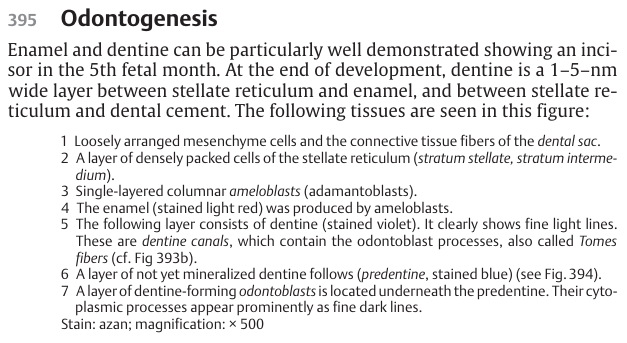 395 Odontogenesis
Enamel and dentine can be particularly well demonstrated showing an inci-
sor in the 5th fetal month. At the end of development, dentine is a 1–5–nm
wide layer between stellate reticulum and enamel, and between stellate re-
ticulum and dental cement. The following tissues are seen in this figure:
1 Loosely arranged mesenchyme cells and the connective tissue fibers of the dental sac.
2 A layer of densely packed cells of the stellate reticulum (stratum stellate, stratum interme-
dium).
3 Single-layered columnar ameloblasts (adamantoblasts).
4 The enamel (stained light red) was produced by ameloblasts.
5 The following layer consists of dentine (stained violet). It clearly shows fine light lines.
These are dentine canals, which contain the odontoblast processes, also called Tomes
fibers (cf. Fig 393b).
6 A layer of not yet mineralized dentine follows (predentine, stained blue) (see Fig. 394).
7 A layer of dentine-forming odontoblasts is located underneath the predentine. Their cyto-
plasmic processes appear prominently as fine dark lines.
Stain: azan; magnification: × 500